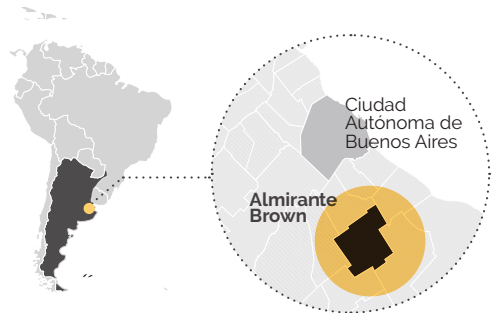 Ciudad
Autónoma de
Buenos Aires
Almirante
Brown